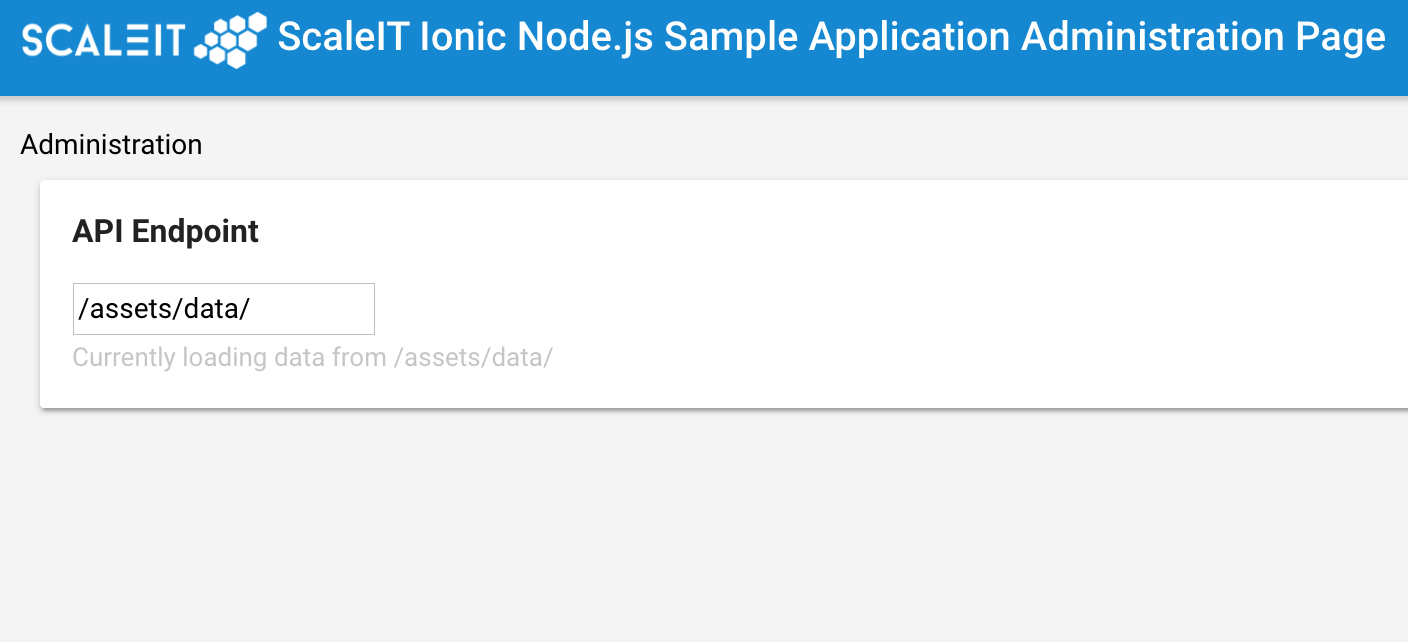 SCALEIT ScaleIT Ionic Node.js Sample Application Administration Page
Administration
API Endpoint
/assets/data/
Currently loading data from /assets/data/